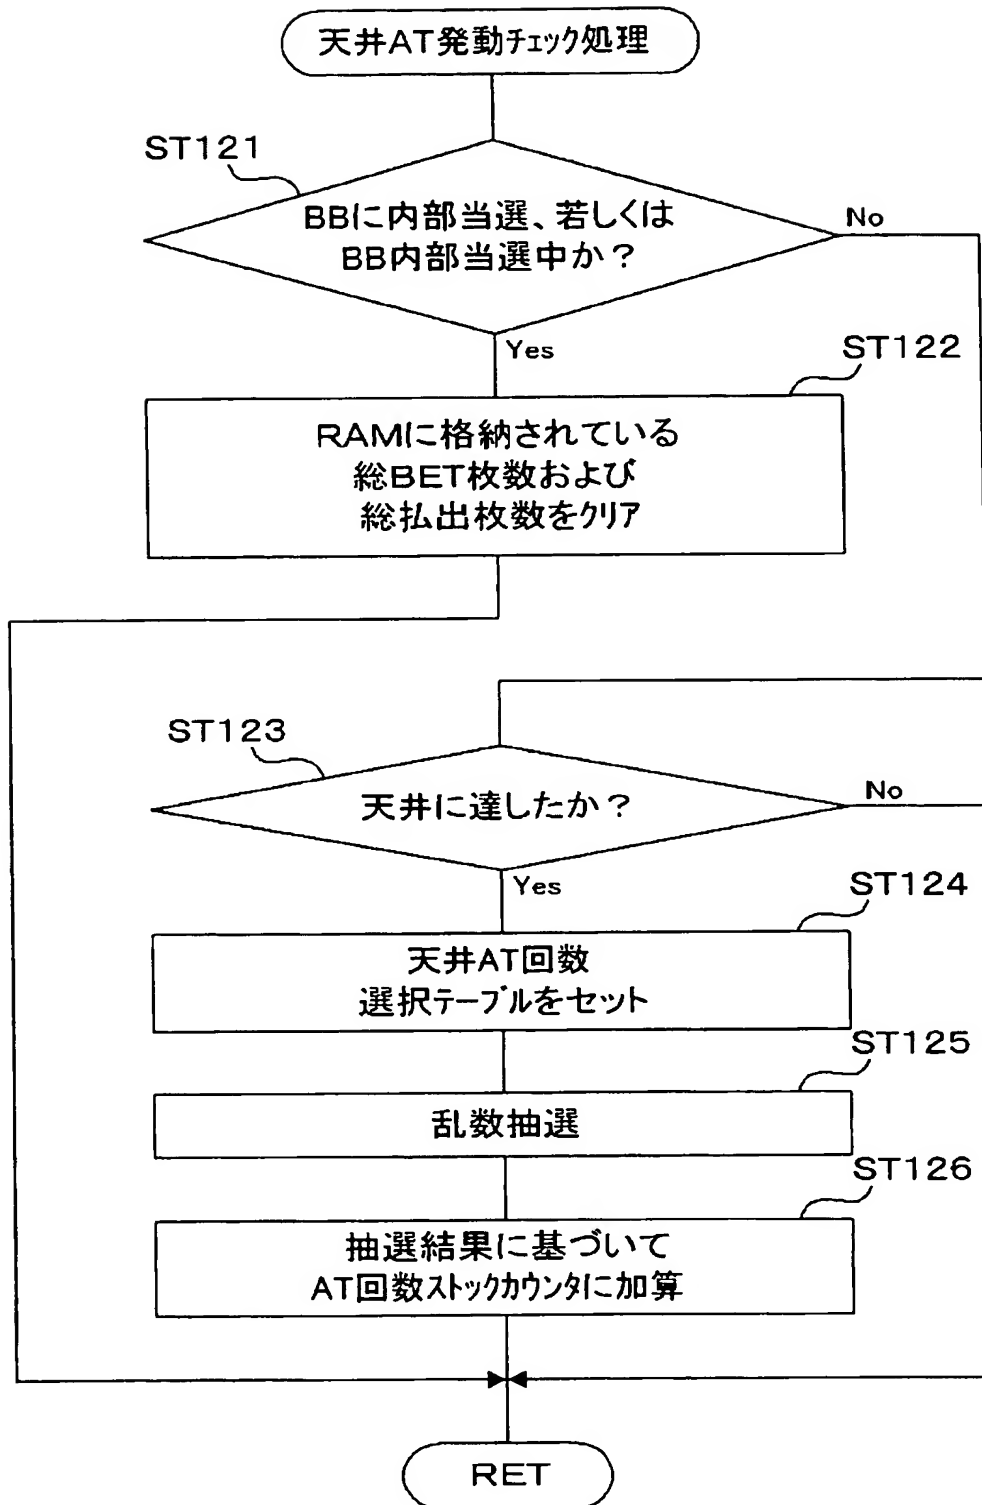 天井AT発動チェック処理
ST121
BBに内部当選、若しくは
BB内部当選中か？
No
Yes
ST122
RAMに格納されている
総BET枚数および
総払出枚数をクリア
ST123
天井に達したか？
No
Yes
ST124
天井AT回数
選択テーブルをセット
ST125
乱数抽選
ST126
抽選結果に基づいて
AT回数ストックカウンタに加算
RET